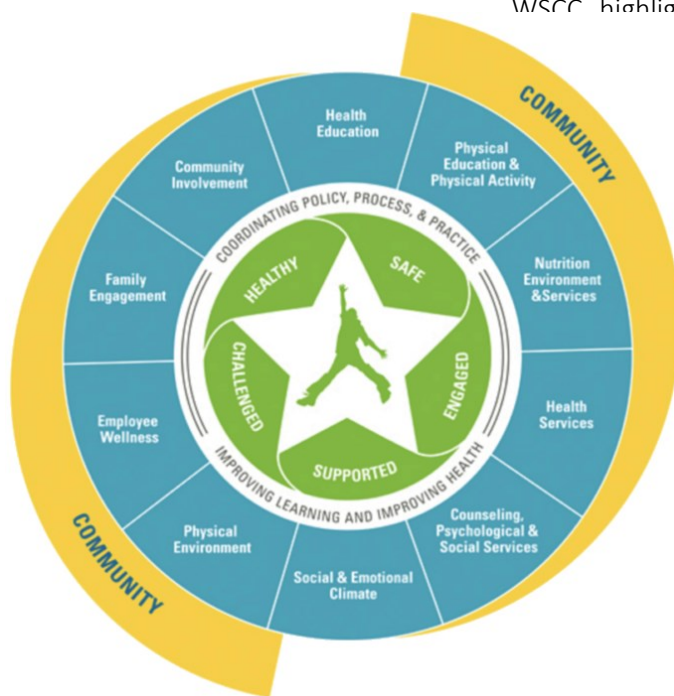 COMMUNITY
Health
Education
Physical
Education &
Physical Activity
Nutrition
Environment
&Services
Health
Services
Counseling,
Psychological &
Social Services
Social & Emotional
Climate
Physical
Environment
Employee
Wellness
Family
Engagement
Community
Involvement
COORDINATING POLICY, PROCESS, & PRACTICE
IMPROVING LEARNING AND IMPROVING HEALTH
HEALTHY
SAFE
ENGAGED
SUPPORTED
CHALLENGED
COMMUNITY